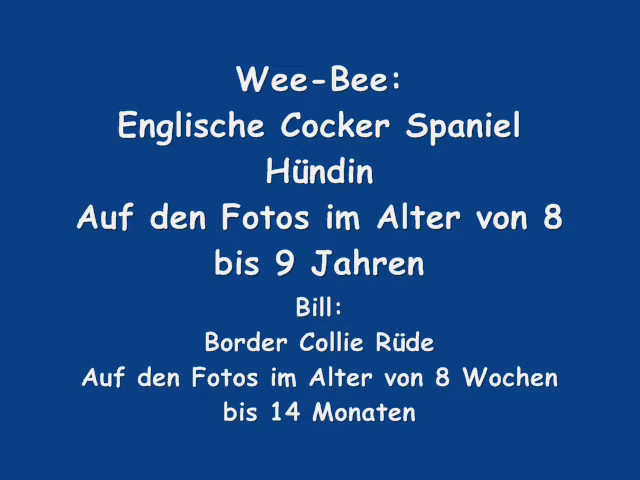 Wee-Bee:
Englische Cocker Spaniel
Hündin
Auf den Fotos im Alter von 8
bis 9 Jahren
Bill:
Border Collie Rüde
Auf den Fotos im Alter von 8 Wochen
bis 14 Monaten